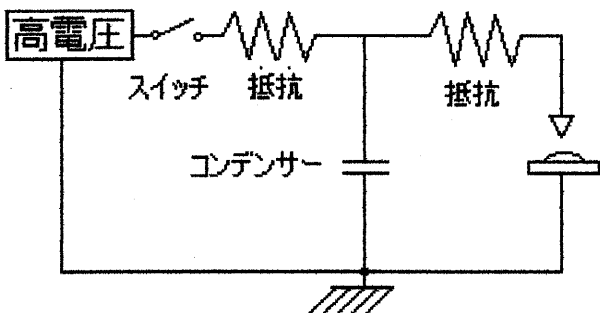 高電圧
スイッチ
抵抗
抵抗
コンデンサー